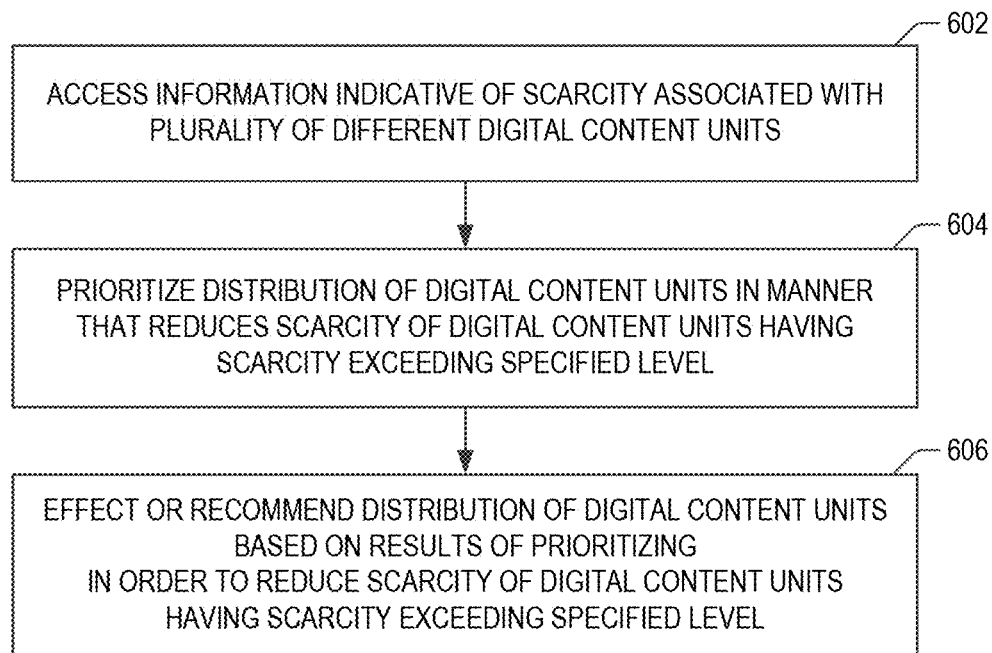 602
ACCESS INFORMATION INDICATIVE OF SCARCITY ASSOCIATED WITH
PLURALITY OF DIFFERENT DIGITAL CONTENT UNITS
604
PRIORITIZE DISTRIBUTION OF DIGITAL CONTENT UNITS IN MANNER
THAT REDUCES SCARCITY OF DIGITAL CONTENT UNITS HAVING
SCARCITY EXCEEDING SPECIFIED LEVEL
606
EFFECT OR RECOMMEND DISTRIBUTION OF DIGITAL CONTENT UNITS
BASED ON RESULTS OF PRIORITIZING
IN ORDER TO REDUCE SCARCITY OF DIGITAL CONTENT UNITS
HAVING SCARCITY EXCEEDING SPECIFIED LEVEL